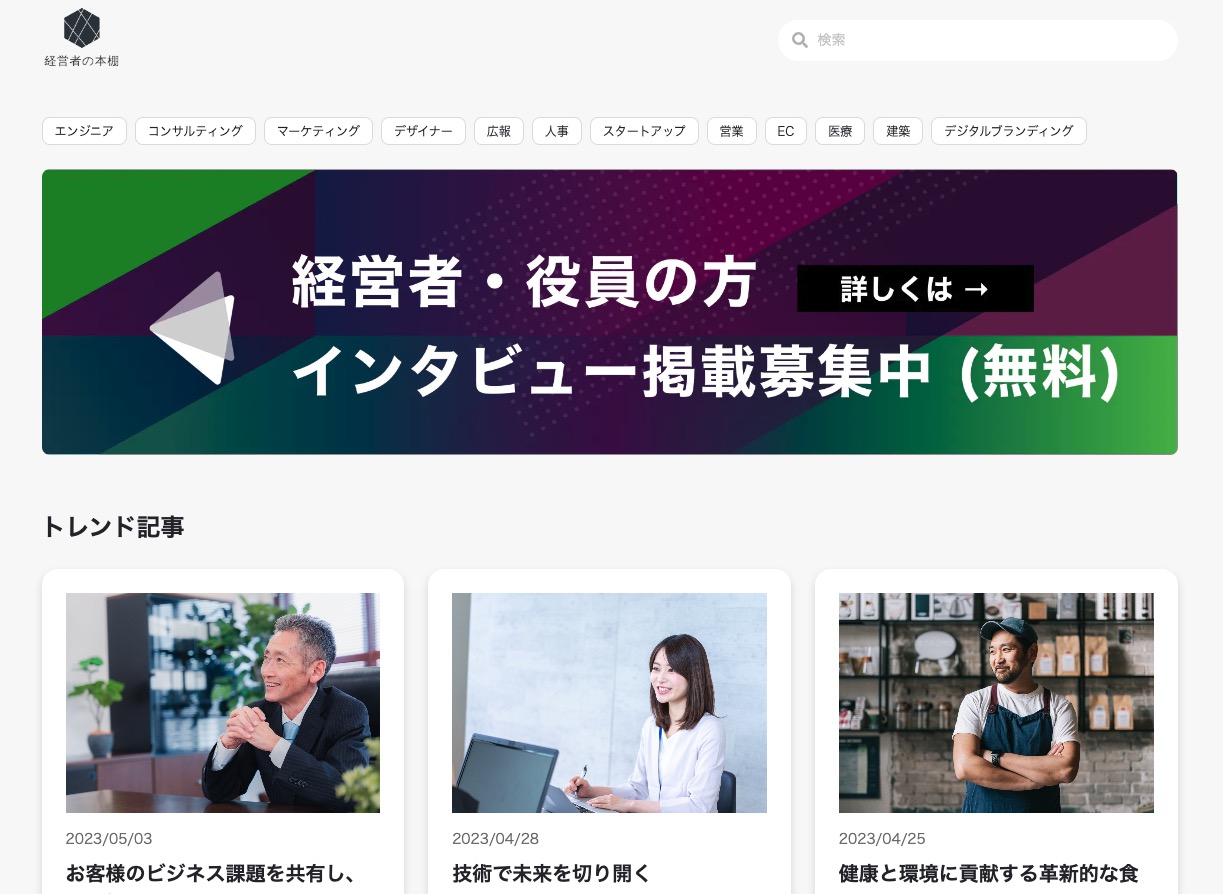 経営者の本棚
検索
エンジニア
コンサルティング
マーケティング
デザイナー
広報
人事
スタートアップ
営業
EC
医療
建築
デジタルブランディング
経営者・役員の方
詳しくは →
インタビュー掲載募集中 (無料)
トレンド記事
2023/05/03
お客様のビジネス課題を共有し、
2023/04/28
技術で未来を切り開く
2023/04/25
健康と環境に貢献する革新的な食